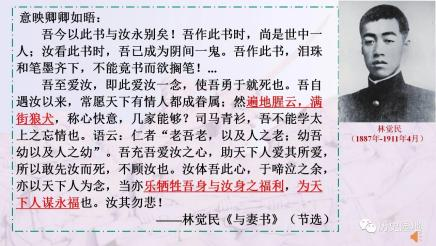 意映卿卿如晤：
吾今以此书与汝永别矣！吾作此书时，尚是世中一
人；汝看此书时，吾已成为阴间一鬼。吾作此书，泪珠
和笔墨齐下，不能竟书而欲搁笔！...
吾至爱汝，即此爱汝一念，使吾勇于就死也。吾自
遇汝以来，常愿天下有情人都成眷属；然遍地腥云，满
街狼犬，称心快意，几家能够？司马青衫，吾不能学太
上之忘情也。语云：仁者“老吾老，以及人之老；幼吾
幼以及人之幼”。吾充吾爱汝之心，助天下人爱其所爱，
所以敢先汝而死，不顾汝也。汝体吾此心，于啼泣之余，
亦以天下人为念，当亦乐牺牲吾身与汝身之福利，为天
下人谋永福也。汝其勿悲！
——林觉民《与妻书》（节选）
林觉民
（1887年-1911年4月）